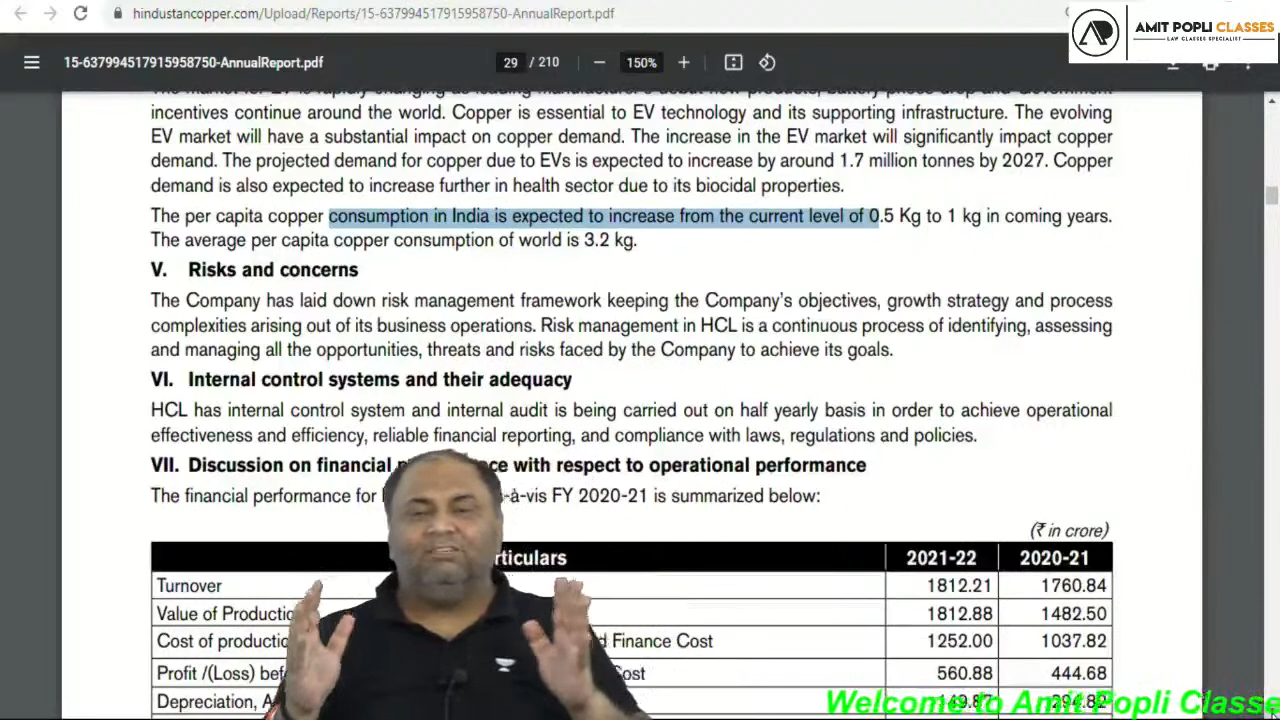 hindustancopper.com/Upload/Reports/15-637994517915958750-AnnualReport.pdf
AMIT POPLI CLASSES
LAW CLASSES SPECIALIST
15-637994517915958750-AnnualReport.pdf
29 / 210
150%
incentives continue around the world. Copper is essential to EV technology and its supporting infrastructure. The evolving
EV market will have a substantial impact on copper demand. The increase in the EV market will significantly impact copper
demand. The projected demand for copper due to EVs is expected to increase by around 1.7 million tonnes by 2027. Copper
demand is also expected to increase further in health sector due to its biocidal properties.
The per capita copper consumption in India is expected to increase from the current level of 0.5 Kg to 1 kg in coming years.
The average per capita copper consumption of world is 3.2 kg.
V. Risks and concerns
The Company has laid down risk management framework keeping the Company's objectives, growth strategy and process
complexities arising out of its business operations. Risk management in HCL is a continuous process of identifying, assessing
and managing all the opportunities, threats and risks faced by the Company to achieve its goals.
VI. Internal control systems and their adequacy
HCL has internal control system and internal audit is being carried out on half yearly basis in order to achieve operational
effectiveness and efficiency, reliable financial reporting, and compliance with laws, regulations and policies.
VII. Discussion on financial with respect to operational performance
The financial performance for FY 2020-21 is summarized below:
(₹ in crore)
2021-22 2020-21
Turnover 1812.21 1760.84
Value of 1812.88 1482.50
Cost of Finance Cost 1252.00 1037.82
Profit /(Loss) 560.88 444.68
Depreciation,
Welcome to Amit Popli